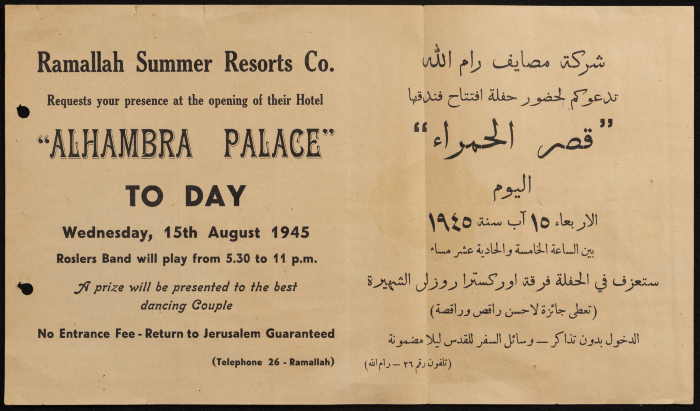 Ramallah Summer Resorts Co.
Requests your presence at the opening of their Hotel
"ALHAMBRA PALACE"
TO DAY
Wednesday, 15th August 1945
Roslers Band will play from 5.30 to 11 p.m.
A prize will be presented to the best
dancing Couple
No Entrance Fee - Return to Jerusalem Guaranteed
(Telephone 26 - Ramallah)
شركة مصايف رام الله
تدعوكم لحضور حفلة افتتاح فندقها
"قصر الحمراء"
اليوم
الاربعاء ١٥ آب سنة ١٩٤٥
بين الساعة الخامسة والحادية عشر مساء
ستعزف في الحفلة فرقة اوركسترا روزلر الشهيرة
(تعطى جائزة لاحسن راقص وراقصة)
الدخول بدون تذاكر — وسائل السفر للقدس ليلا مضمونة
(تلفون رقم ٢٦ — رام الله)